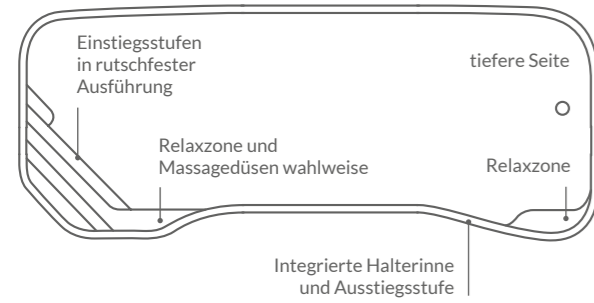 Einstiegsstufen
in rutschfester
Ausführung
tiefere Seite
Relaxzone und
Massagedüsen wahlweise
Relaxzone
Integrierte Halterinne
und Ausstiegsstufe